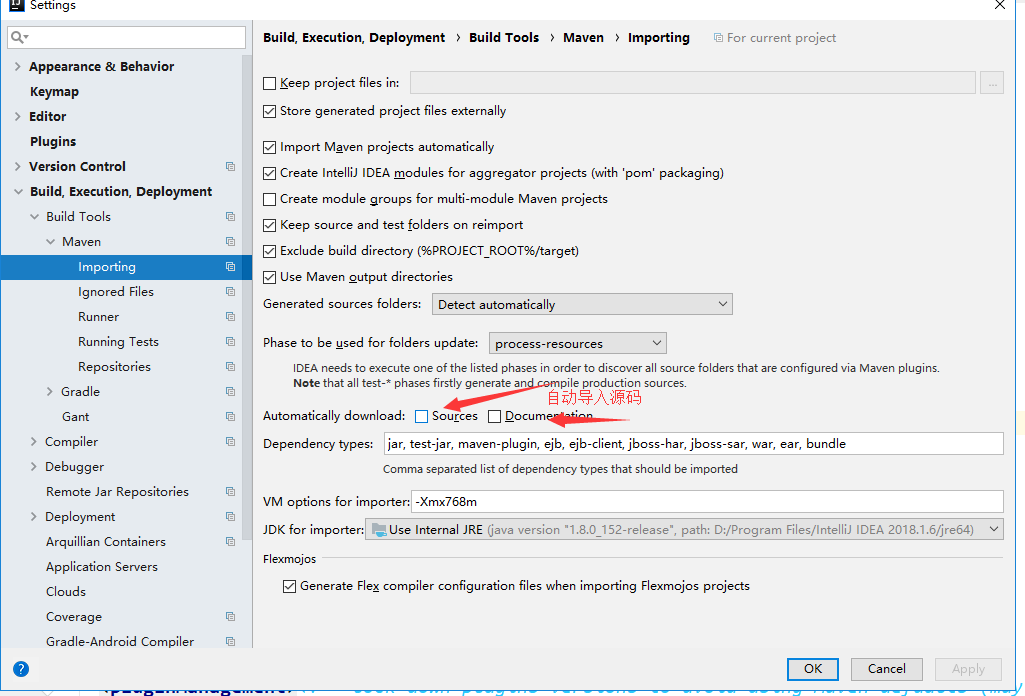 Settings
Build, Execution, Deployment › Build Tools › Maven › Importing For current project
Appearance & Behavior
Keymap
Editor
Plugins
Version Control
Build, Execution, Deployment
Build Tools
Maven
Importing
Ignored Files
Runner
Running Tests
Repositories
Gradle
Gant
Compiler
Debugger
Remote Jar Repositories
Deployment
Arquillian Containers
Application Servers
Clouds
Coverage
Gradle-Android Compiler
Keep project files in: ...
Store generated project files externally
Import Maven projects automatically
Create IntelliJ IDEA modules for aggregator projects (with 'pom' packaging)
Create module groups for multi-module Maven projects
Keep source and test folders on reimport
Exclude build directory (%PROJECT_ROOT%/target)
Use Maven output directories
Generated sources folders: Detect automatically
Phase to be used for folders update: process-resources
IDEA needs to execute one of the listed phases in order to discover all source folders that are configured via Maven plugins.
Note that all test-* phases firstly generate and compile production sources.
自动导入源码
Automatically download: Sources Documentation
Dependency types: jar, test-jar, maven-plugin, ejb, ejb-client, jboss-har, jboss-sar, war, ear, bundle
Comma separated list of dependency types that should be imported
VM options for importer: -Xmx768m
JDK for importer: Use Internal JRE (java version "1.8.0_152-release", path: D:/Program Files/IntelliJ IDEA 2018.1.6/jre64)
Flexmojos
Generate Flex compiler configuration files when importing Flexmojos projects
? OK Cancel Apply